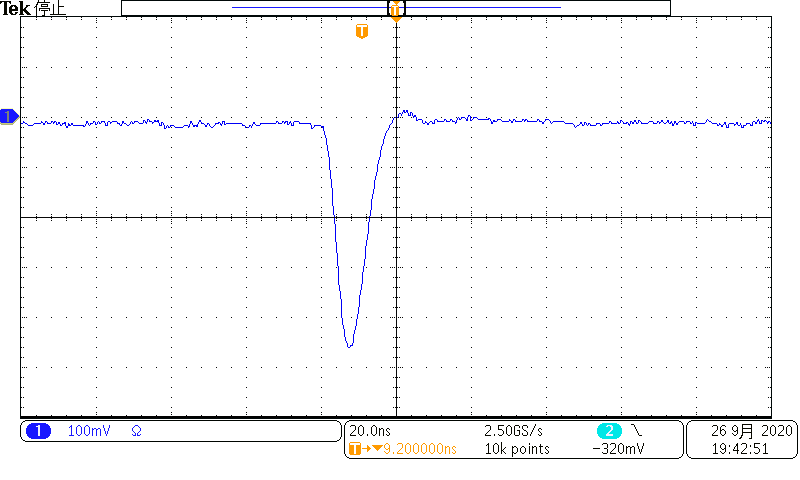 Tek 停止
T
T
1
1 100mV Ω
20.0ns 2.50GS/s 2
T→▼9.200000ns 10k points −320mV
26 9月 2020
19:42:51